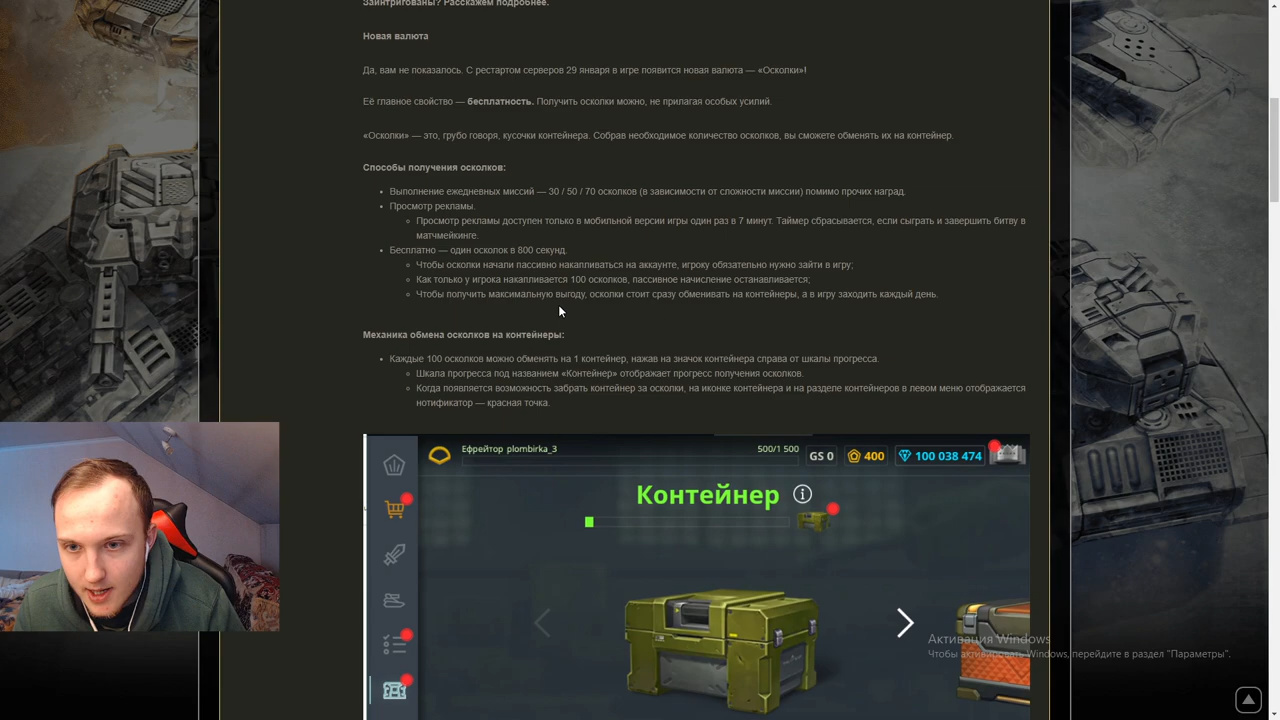 Заинтригованы? Расскажем подробнее.
Новая валюта
Да, вам не показалось. С рестартом серверов 29 января в игре появится новая валюта — «Осколки»!
Её главное свойство — бесплатность. Получить осколки можно, не прилагая особых усилий.
«Осколки» — это, грубо говоря, кусочки контейнера. Собрав необходимое количество осколков, вы сможете обменять их на контейнер.
Способы получения осколков:
Выполнение ежедневных миссий — 30 / 50 / 70 осколков (в зависимости от сложности миссии) помимо прочих наград.
Просмотр рекламы.
Просмотр рекламы доступен только в мобильной версии игры один раз в 7 минут. Таймер сбрасывается, если сыграть и завершить битву в
матчмейкинге.
Бесплатно — один осколок в 800 секунд.
Чтобы осколки начали пассивно накапливаться на аккаунте, игроку обязательно нужно зайти в игру;
Как только у игрока накапливается 100 осколков, пассивное начисление останавливается;
Чтобы получить максимальную выгоду, осколки стоит сразу обменивать на контейнеры, а в игру заходить каждый день.
Механика обмена осколков на контейнеры:
Каждые 100 осколков можно обменять на 1 контейнер, нажав на значок контейнера справа от шкалы прогресса.
Шкала прогресса под названием «Контейнер» отображает прогресс получения осколков.
Когда появляется возможность забрать контейнер за осколки, на иконке контейнера и на разделе контейнеров в левом меню отображается
нотификатор — красная точка.
Ефрейтор plombirka_3 500/1 500 GS 0 400 100 038 474
Контейнер
Активация Windows
Чтобы активировать Windows, перейдите в раздел "Параметры".